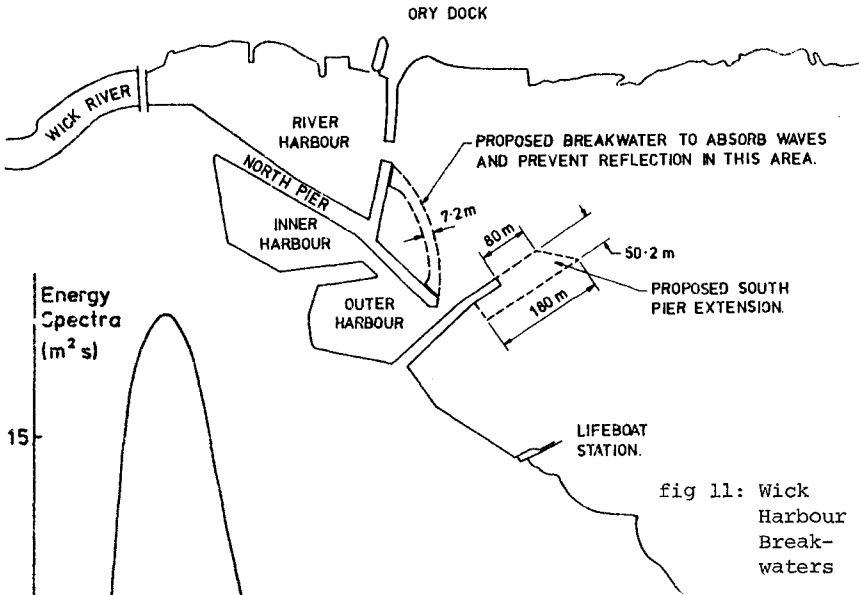 ORY DOCK
WICK RIVER
RIVER
HARBOUR
PROPOSED BREAKWATER TO ABSORB WAVES
AND PREVENT REFLECTION IN THIS AREA.
NORTH PIER
7·2m
INNER
HARBOUR
80m
50·2 m
PROPOSED SOUTH
PIER EXTENSION.
180 m
OUTER
HARBOUR
Energy
Spectra
(m² s)
15
LIFEBOAT
STATION.
fig 11: Wick
Harbour
Break-
waters